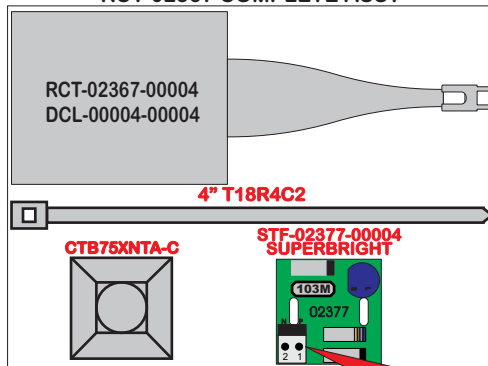 RCT-02367-00004
DCL-00004-00004
4” T18R4C2
CTB75XNTA-C
STF-02377-00004
SUPERBRIGHT
103M
02377
N P
2 1